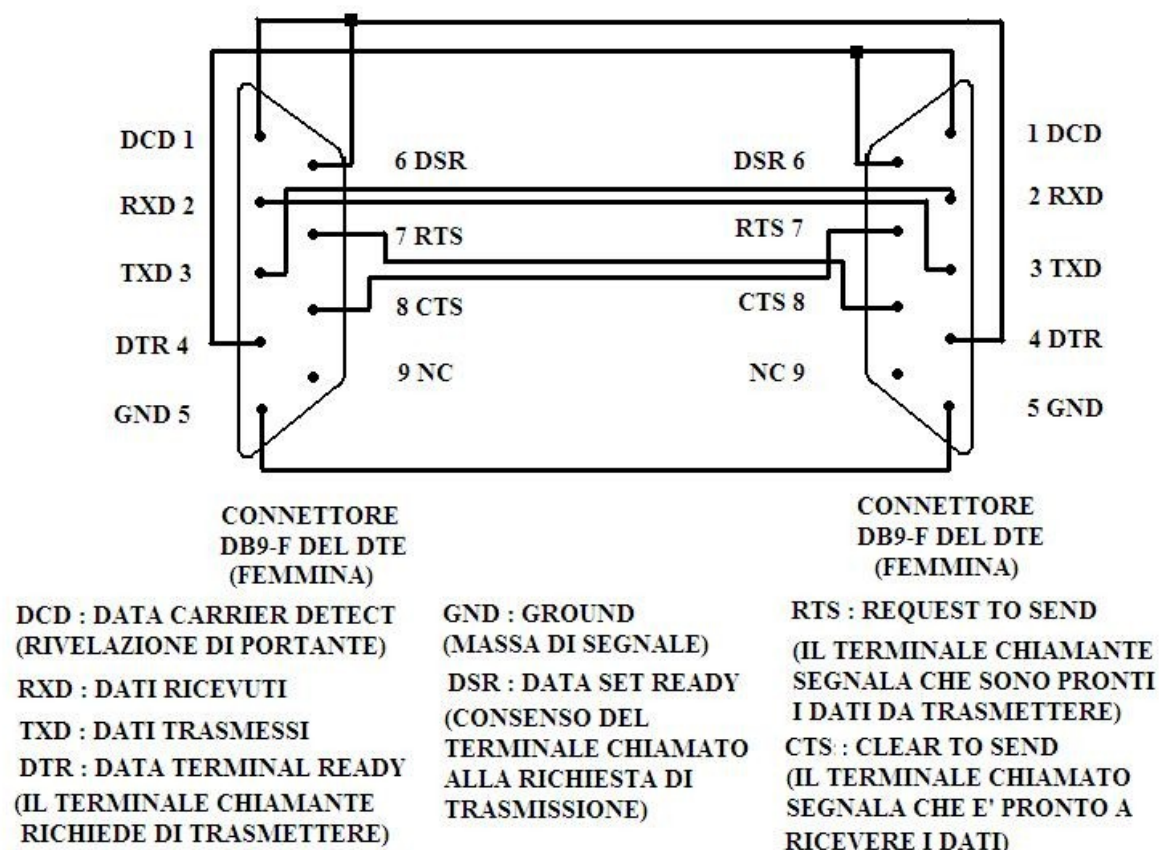 DCD 1
6 DSR
DSR 6
1 DCD
RXD 2
2 RXD
7 RTS
RTS 7
TXD 3
3 TXD
8 CTS
CTS 8
DTR 4
4 DTR
9 NC
NC 9
GND 5
5 GND
CONNETTORE
DB9-F DEL DTE
(FEMMINA)
CONNETTORE
DB9-F DEL DTE
(FEMMINA)
DCD : DATA CARRIER DETECT
(RIVELAZIONE DI PORTANTE)
RXD : DATI RICEVUTI
TXD : DATI TRASMESSI
DTR : DATA TERMINAL READY
(IL TERMINALE CHIAMANTE
RICHIEDE DI TRASMETTERE)
GND : GROUND
(MASSA DI SEGNALE)
DSR : DATA SET READY
(CONSENSO DEL
TERMINALE CHIAMATO
ALLA RICHIESTA DI
TRASMISSIONE)
RTS : REQUEST TO SEND
(IL TERMINALE CHIAMANTE
SEGNALA CHE SONO PRONTI
I DATI DA TRASMETTERE)
CTS : CLEAR TO SEND
(IL TERMINALE CHIAMATO
SEGNALA CHE E' PRONTO A
RICEVERE I DATI)